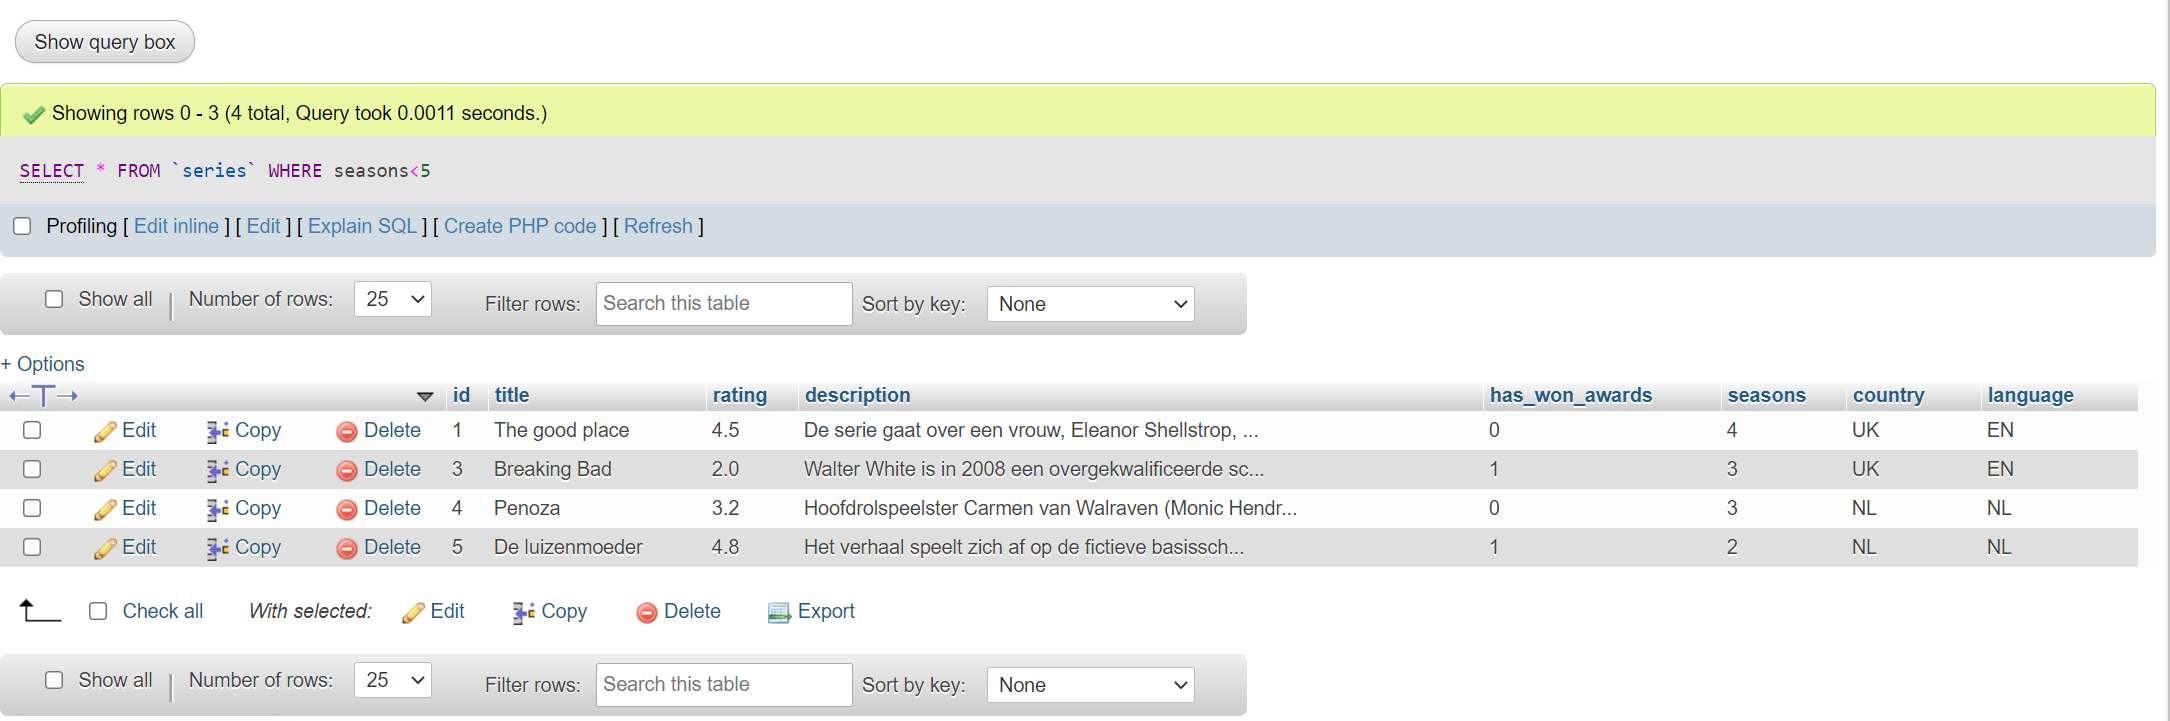 Show query box
Showing rows 0 - 3 (4 total, Query took 0.0011 seconds.)
SELECT * FROM `series` WHERE seasons<5
Profiling [ Edit inline ] [ Edit ] [ Explain SQL ] [ Create PHP code ] [ Refresh ]
Show all | Number of rows: 25 Filter rows: Search this table Sort by key: None
+ Options
←T→ id title rating description has_won_awards seasons country language
Edit Copy Delete 1 The good place 4.5 De serie gaat over een vrouw, Eleanor Shellstrop, ... 0 4 UK EN
Edit Copy Delete 3 Breaking Bad 2.0 Walter White is in 2008 een overgekwalificeerde sc... 1 3 UK EN
Edit Copy Delete 4 Penoza 3.2 Hoofdrolspeelster Carmen van Walraven (Monic Hendr... 0 3 NL NL
Edit Copy Delete 5 De luizenmoeder 4.8 Het verhaal speelt zich af op de fictieve basissch... 1 2 NL NL
Check all With selected: Edit Copy Delete Export
Show all | Number of rows: 25 Filter rows: Search this table Sort by key: None